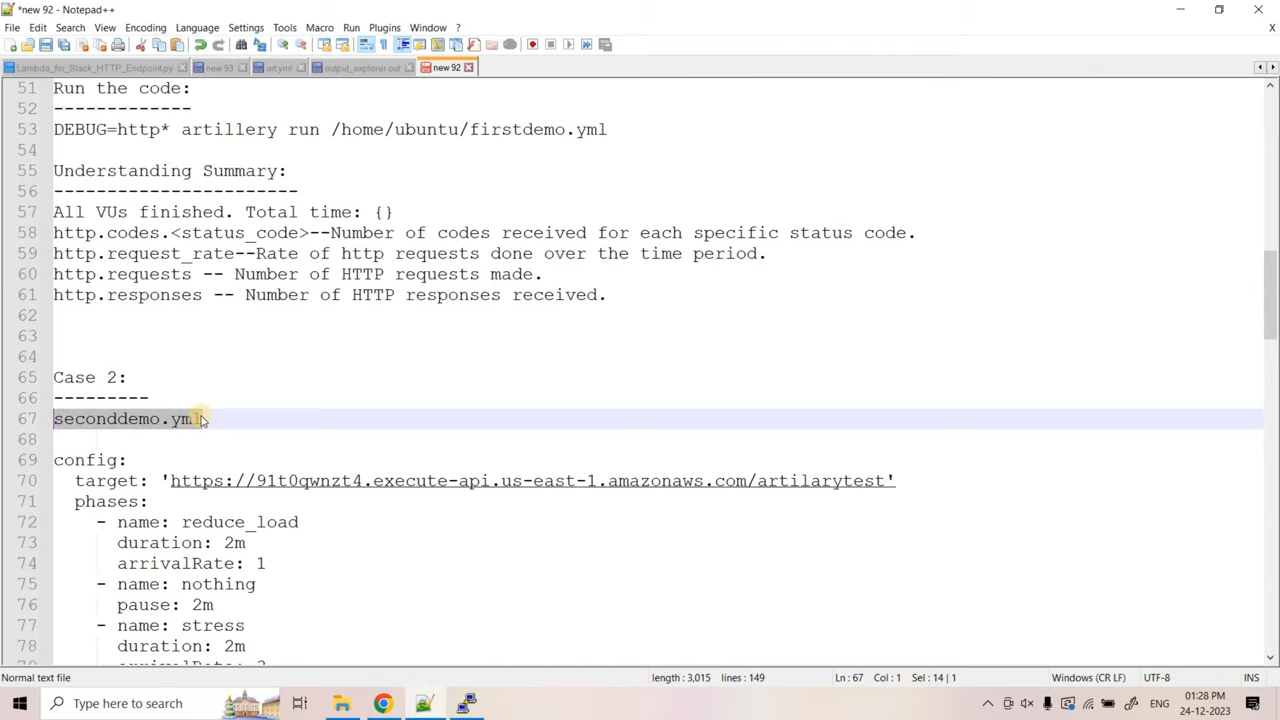 *new 92 - Notepad++
File Edit Search View Encoding Language Settings Tools Macro Run Plugins Window ?
X
Lambda_for_Slack_HTTP_Endpoint.py new 93 art.yml output_explorer.out new 92
51 Run the code:
52 -------------
53 DEBUG=http* artillery run /home/ubuntu/firstdemo.yml
54
55 Understanding Summary:
56 -----------------------
57 All VUs finished. Total time: {}
58 http.codes.<status_code>--Number of codes received for each specific status code.
59 http.request_rate--Rate of http requests done over the time period.
60 http.requests -- Number of HTTP requests made.
61 http.responses -- Number of HTTP responses received.
62
63
64
65 Case 2:
66 ---------
67 seconddemo.yml
68
69 config:
70 target: 'https://91t0qwnzt4.execute-api.us-east-1.amazonaws.com/artilarytest'
71 phases:
72 - name: reduce_load
73 duration: 2m
74 arrivalRate: 1
75 - name: nothing
76 pause: 2m
77 - name: stress
78 duration: 2m
arrivalRate:
Normal text file length : 3,015 lines : 149 Ln : 67 Col : 1 Sel : 14 | 1 Windows (CR LF) UTF-8 INS
Type here to search ENG 01:28 PM
24-12-2023